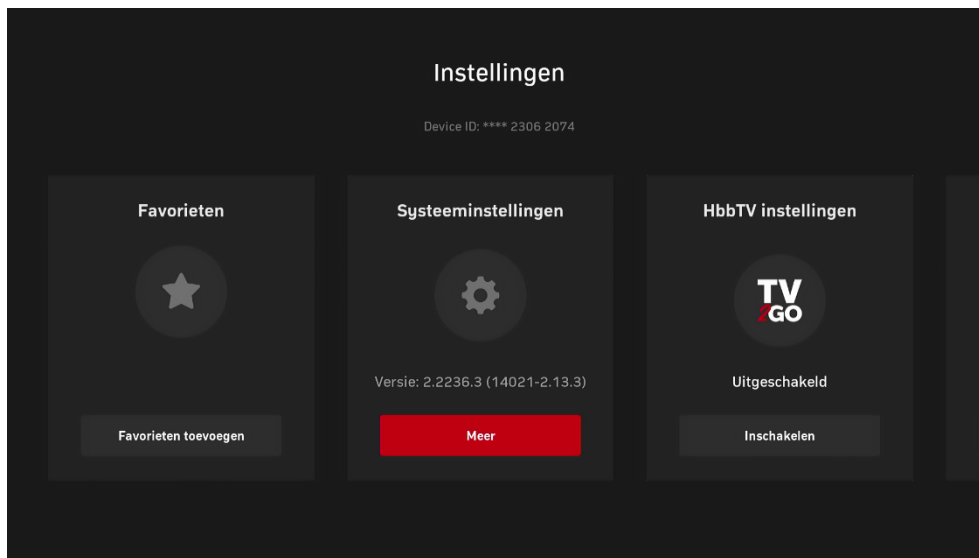 Instellingen
Device ID: **** 2306 2074
Favorieten
Systeeminstellingen
HbbTV instellingen
TV
2GO
Versie: 2.2236.3 (14021-2.13.3)
Uitgeschakeld
Favorieten toevoegen
Meer
Inschakelen